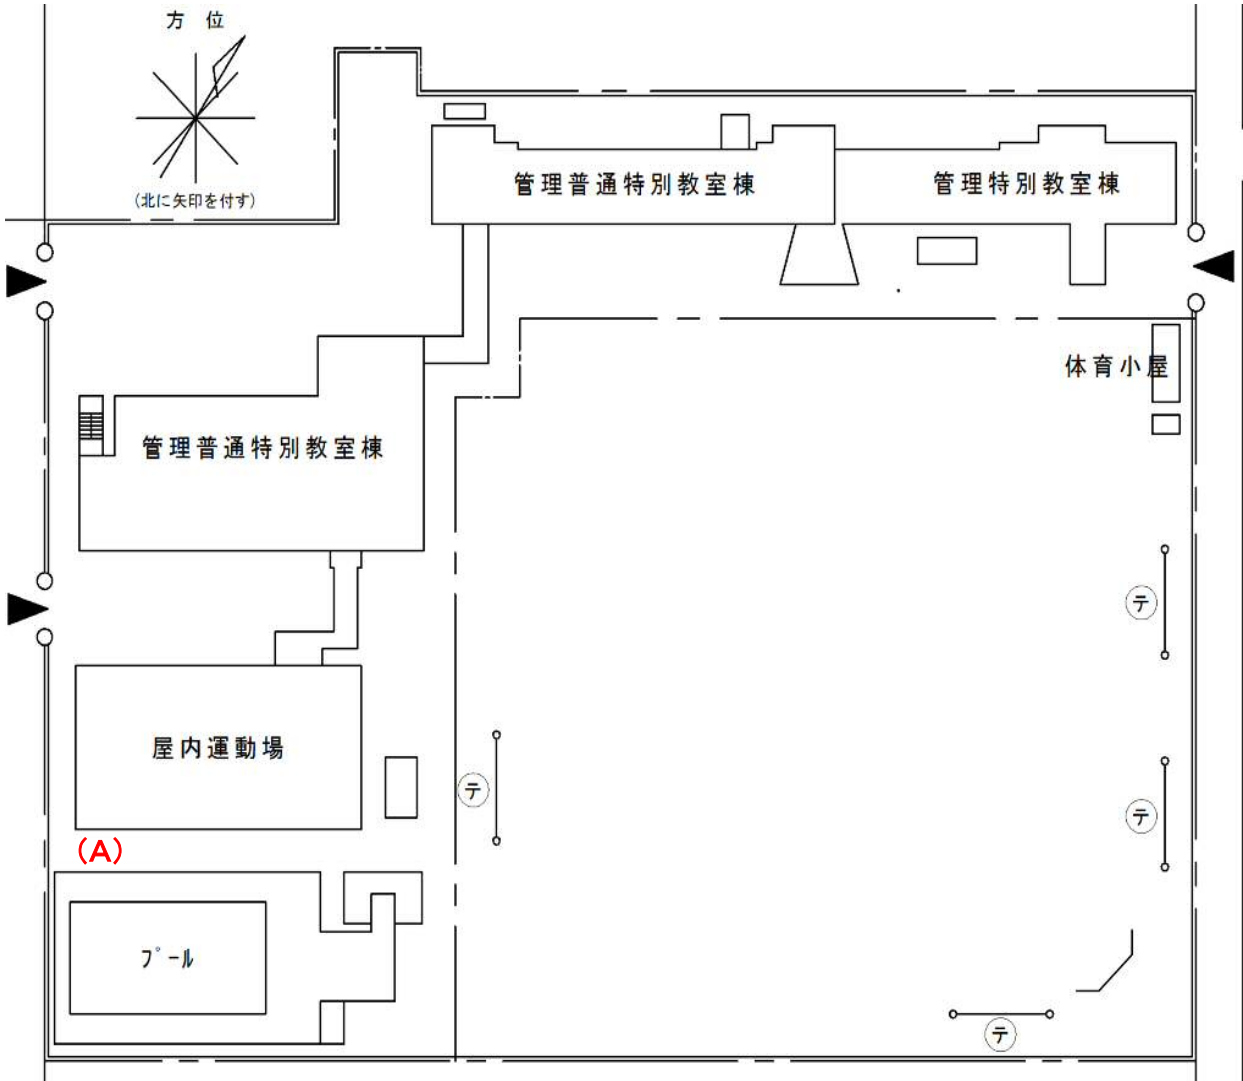 方 位
(北に矢印を付す)
管理普通特別教室棟
管理特別教室棟
体育小屋
管理普通特別教室棟
テ
屋内運動場
テ
テ
(A)
プール
テ